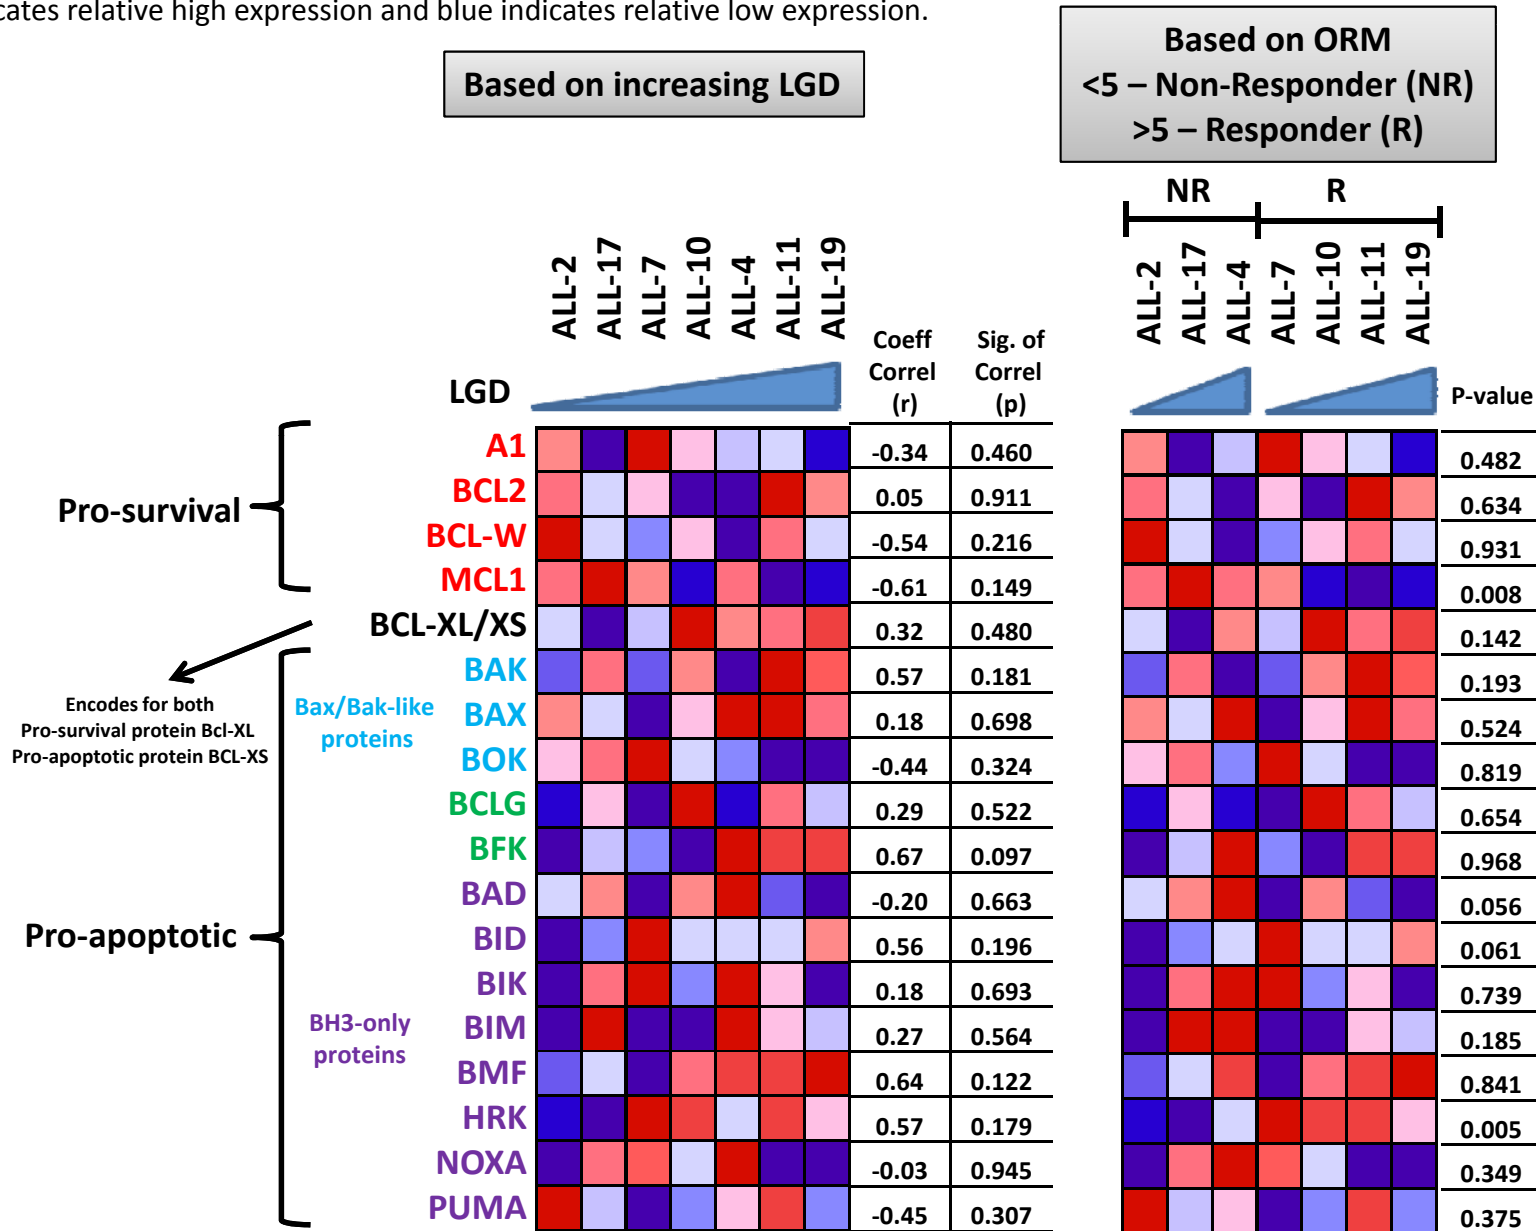 cates relative high expression and blue indicates relative low expression.
Based on increasing LGD
Based on ORM
<5 – Non-Responder (NR)
>5 – Responder (R)
NR R
ALL-2 ALL-17 ALL-7 ALL-10 ALL-4 ALL-11 ALL-19
ALL-2 ALL-17 ALL-4 ALL-7 ALL-10 ALL-11 ALL-19
LGD
Coeff
Correl
(r)
Sig. of
Correl
(p)
P-value
Pro-survival
A1 -0.34 0.460 0.482
BCL2 0.05 0.911 0.634
BCL-W -0.54 0.216 0.931
MCL1 -0.61 0.149 0.008
BCL-XL/XS 0.32 0.480 0.142
Encodes for both
Pro-survival protein Bcl-XL
Pro-apoptotic protein BCL-XS
Pro-apoptotic
Bax/Bak-like
proteins
BAK 0.57 0.181 0.193
BAX 0.18 0.698 0.524
BOK -0.44 0.324 0.819
BCLG 0.29 0.522 0.654
BFK 0.67 0.097 0.968
BH3-only
proteins
BAD -0.20 0.663 0.056
BID 0.56 0.196 0.061
BIK 0.18 0.693 0.739
BIM 0.27 0.564 0.185
BMF 0.64 0.122 0.841
HRK 0.57 0.179 0.005
NOXA -0.03 0.945 0.349
PUMA -0.45 0.307 0.375